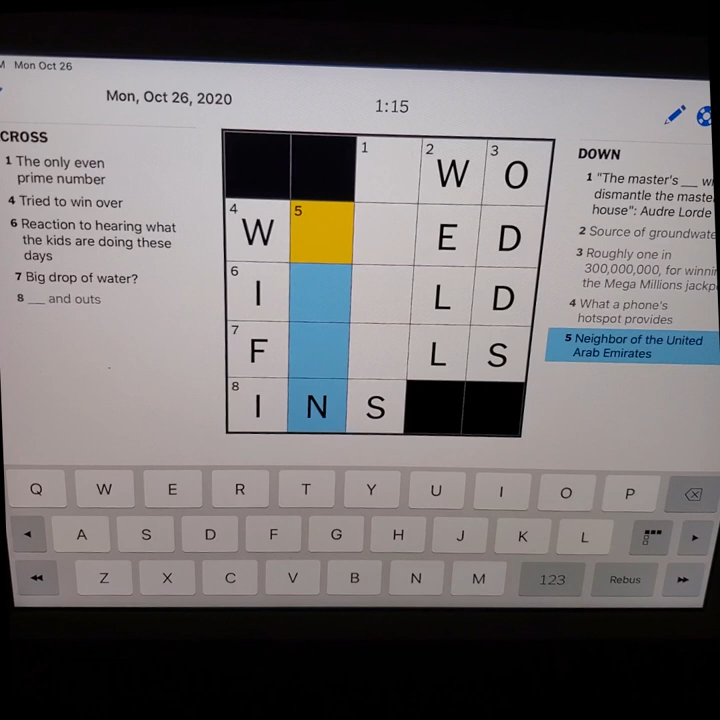 Mon Oct 26
Mon, Oct 26, 2020
1:15
CROSS
1 The only even
prime number
4 Tried to win over
6 Reaction to hearing what
the kids are doing these
days
7 Big drop of water?
8 ___ and outs
1 2 W 3 O
4 W 5 E D
6 I L D
7 F L S
8 I N S
DOWN
1 "The master's ___
dismantle the
house": Audre Lorde
2 Source of
3 Roughly one in
300,000,000, for
the Mega Millions
4 What a phone's
hotspot provides
5 Neighbor of the United
Arab Emirates
Q W E R T Y U I O P
A S D F G H J K L
Z X C V B N M 123 Rebus